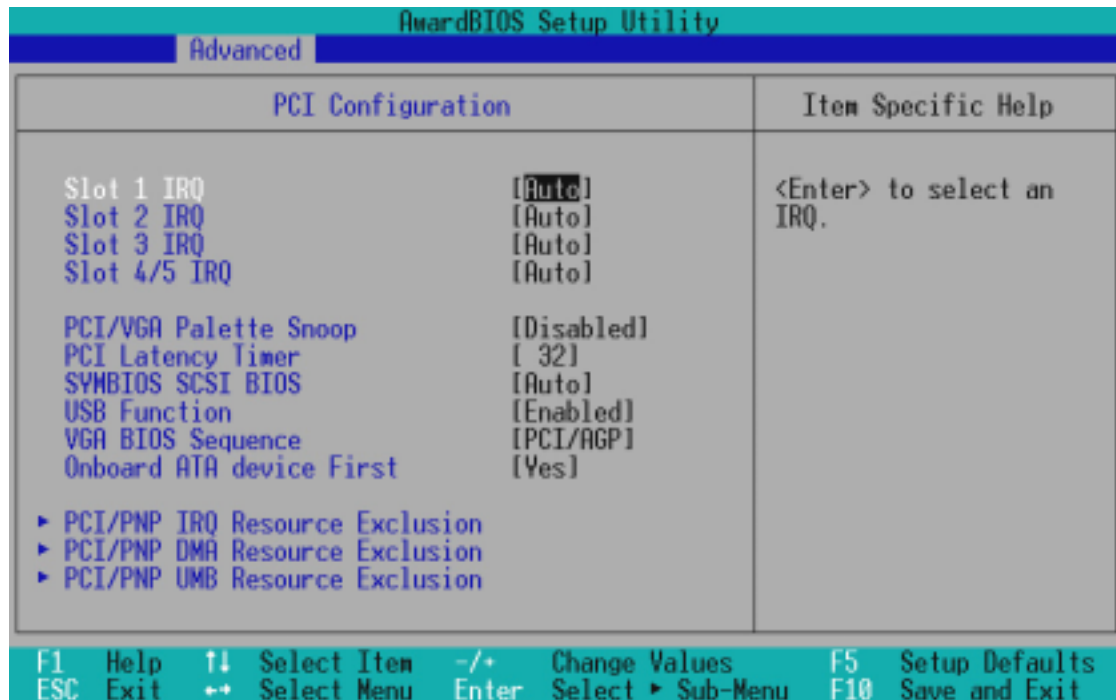 AwardBIOS Setup Utility
Advanced
PCI Configuration
Item Specific Help
Slot 1 IRQ [Auto]
Slot 2 IRQ [Auto]
Slot 3 IRQ [Auto]
Slot 4/5 IRQ [Auto]
PCI/VGA Palette Snoop [Disabled]
PCI Latency Timer [ 32]
SYMBIOS SCSI BIOS [Auto]
USB Function [Enabled]
VGA BIOS Sequence [PCI/AGP]
Onboard ATA device First [Yes]
▸ PCI/PNP IRQ Resource Exclusion
▸ PCI/PNP DMA Resource Exclusion
▸ PCI/PNP UMB Resource Exclusion
<Enter> to select an
IRQ.
F1 Help ↑↓ Select Item -/+ Change Values F5 Setup Defaults
ESC Exit ←→ Select Menu Enter Select ▸ Sub-Menu F10 Save and Exit